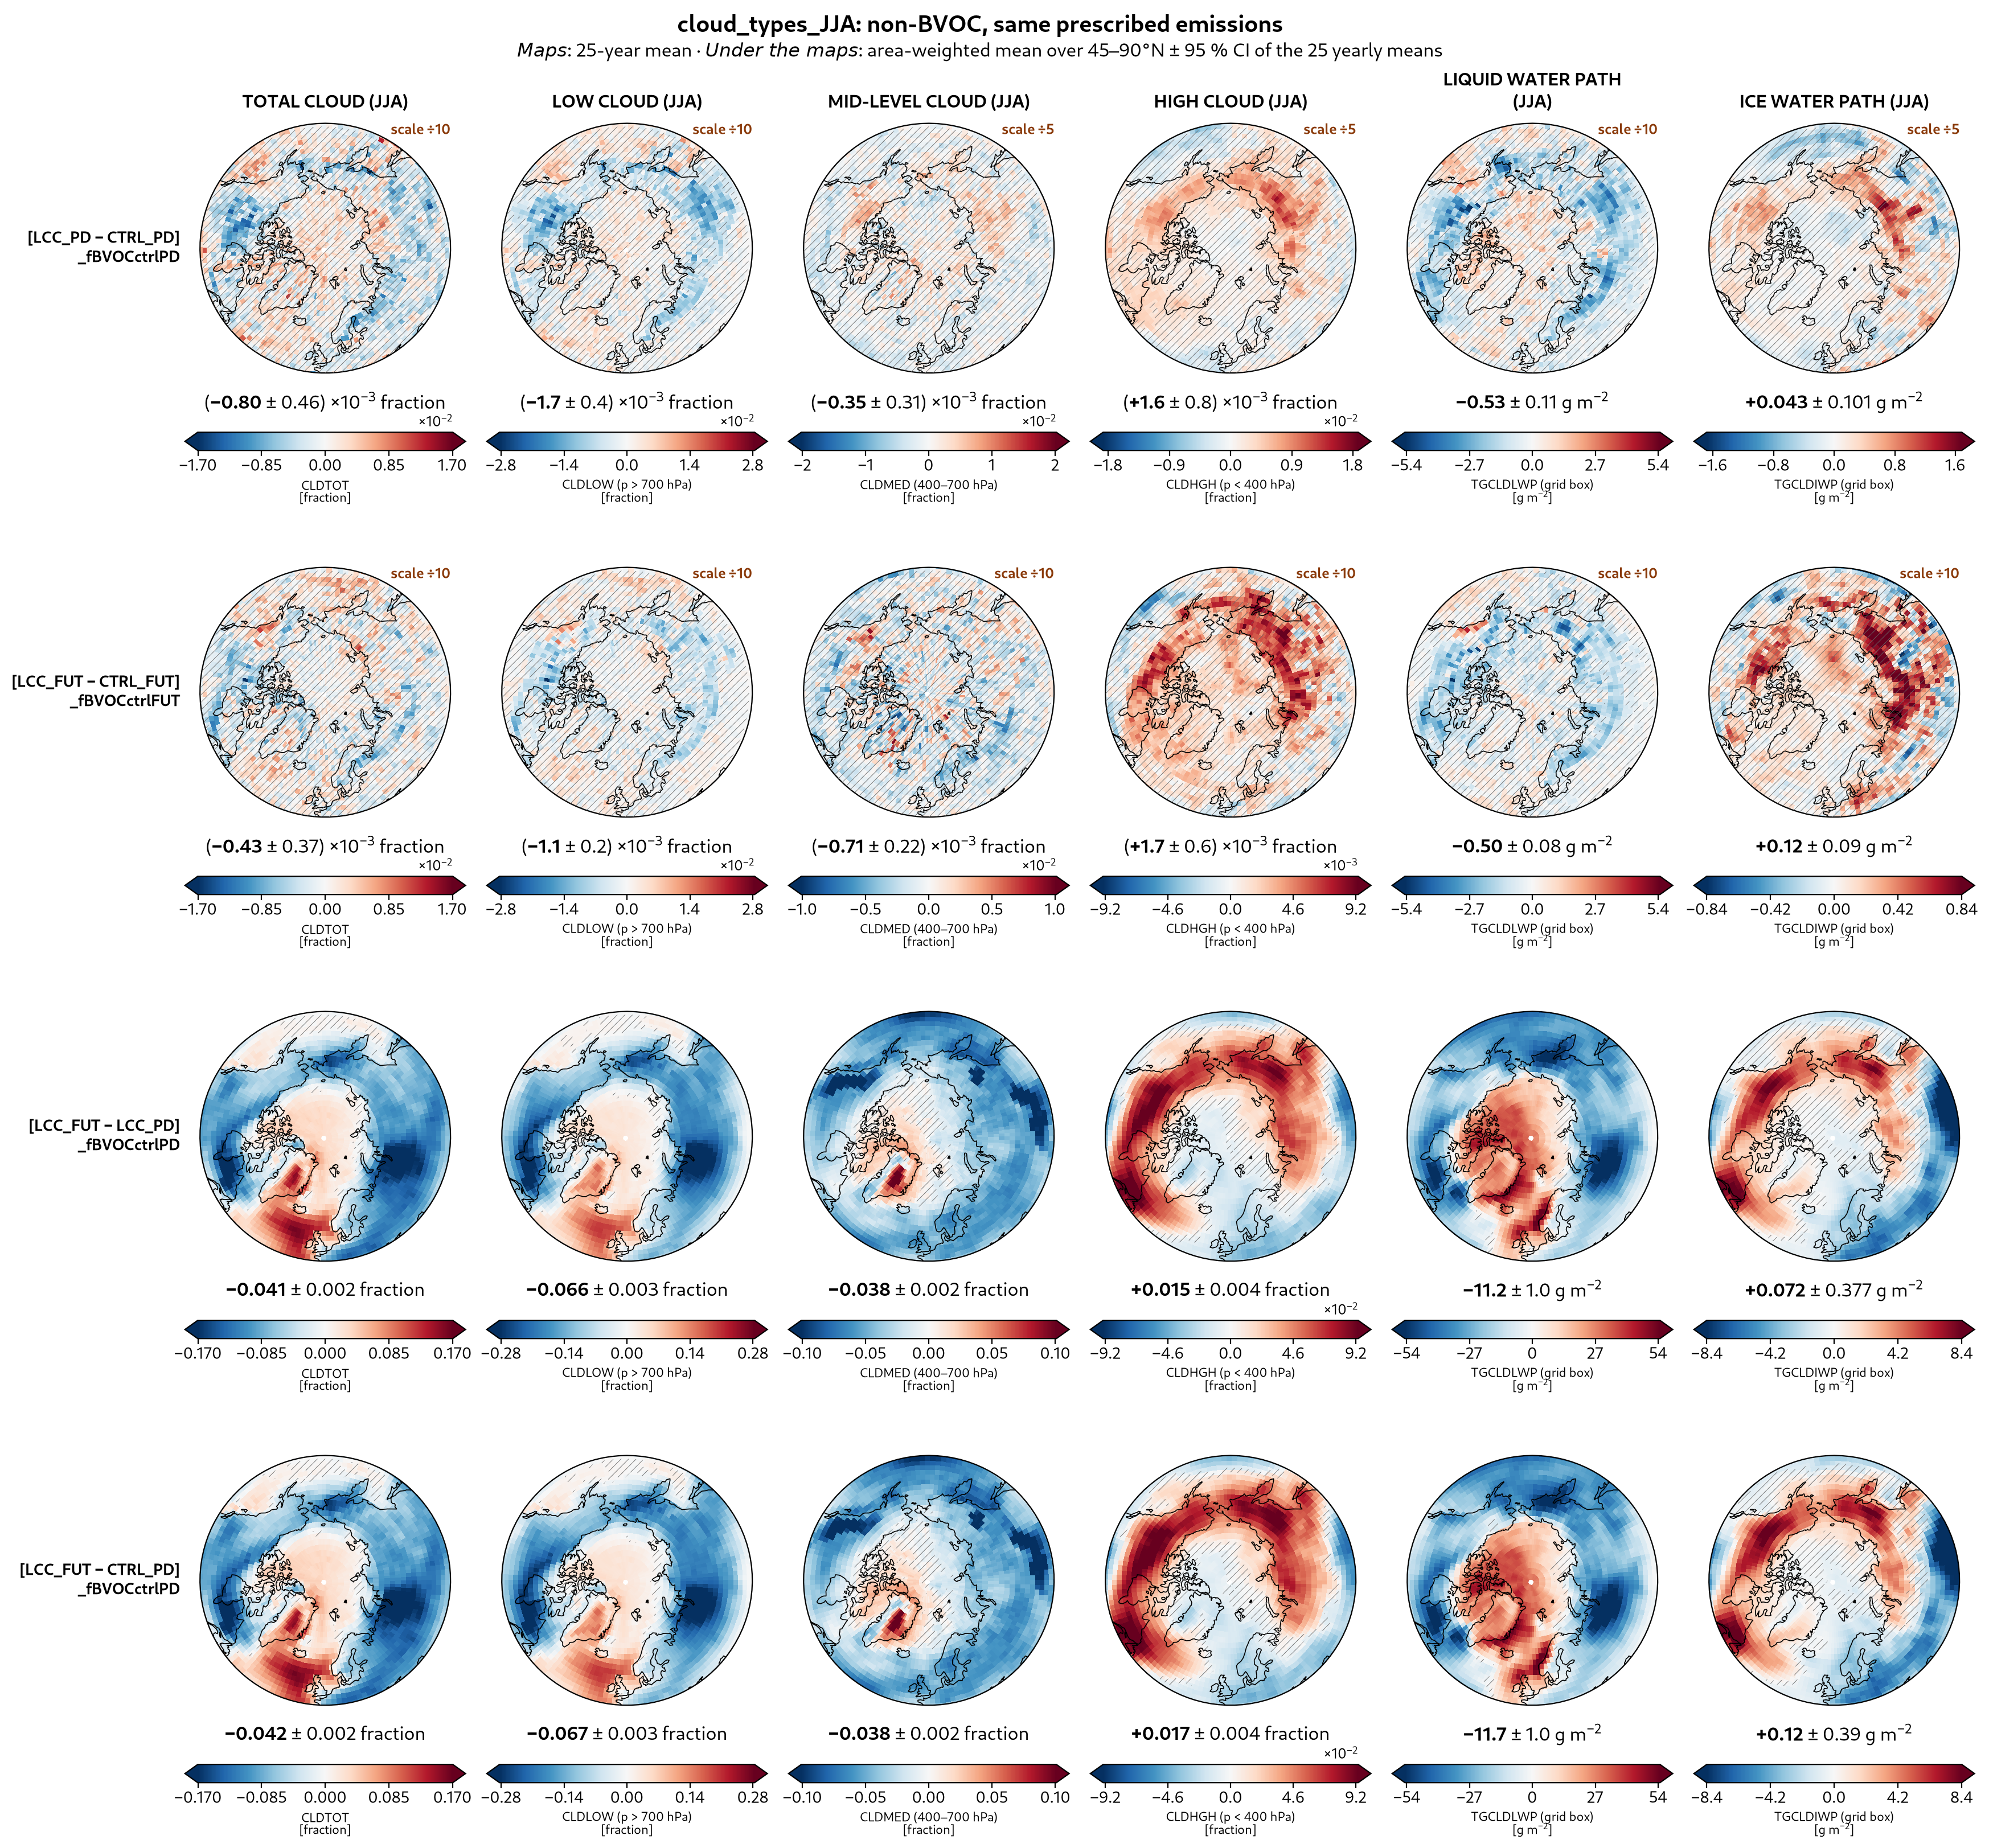 cloud_types_JJA: non-BVOC, same prescribed emissions
Maps: 25-year mean · Under the maps: area-weighted mean over 45–90°N ± 95 % CI of the 25 yearly means
TOTAL CLOUD (JJA)
LOW CLOUD (JJA)
MID-LEVEL CLOUD (JJA)
HIGH CLOUD (JJA)
LIQUID WATER PATH
(JJA)
ICE WATER PATH (JJA)
scale ÷10
scale ÷10
scale ÷5
scale ÷5
scale ÷10
scale ÷5
[LCC_PD − CTRL_PD]
_fBVOCctrlPD
(−0.80 ± 0.46) ×10⁻³ fraction
(−1.7 ± 0.4) ×10⁻³ fraction
(−0.35 ± 0.31) ×10⁻³ fraction
(+1.6 ± 0.8) ×10⁻³ fraction
−0.53 ± 0.11 g m⁻²
+0.043 ± 0.101 g m⁻²
×10⁻²
×10⁻²
×10⁻²
×10⁻²
−1.70 −0.85 0.00 0.85 1.70
−2.8 −1.4 0.0 1.4 2.8
−2 −1 0 1 2
−1.8 −0.9 0.0 0.9 1.8
−5.4 −2.7 0.0 2.7 5.4
−1.6 −0.8 0.0 0.8 1.6
CLDTOT
[fraction]
CLDLOW (p > 700 hPa)
[fraction]
CLDMED (400–700 hPa)
[fraction]
CLDHGH (p < 400 hPa)
[fraction]
TGCLDLWP (grid box)
[g m⁻²]
TGCLDIWP (grid box)
[g m⁻²]
scale ÷10
scale ÷10
scale ÷10
scale ÷10
scale ÷10
scale ÷10
[LCC_FUT − CTRL_FUT]
_fBVOCctrlFUT
(−0.43 ± 0.37) ×10⁻³ fraction
(−1.1 ± 0.2) ×10⁻³ fraction
(−0.71 ± 0.22) ×10⁻³ fraction
(+1.7 ± 0.6) ×10⁻³ fraction
−0.50 ± 0.08 g m⁻²
+0.12 ± 0.09 g m⁻²
×10⁻²
×10⁻²
×10⁻²
×10⁻³
−1.70 −0.85 0.00 0.85 1.70
−2.8 −1.4 0.0 1.4 2.8
−1.0 −0.5 0.0 0.5 1.0
−9.2 −4.6 0.0 4.6 9.2
−5.4 −2.7 0.0 2.7 5.4
−0.84 −0.42 0.00 0.42 0.84
CLDTOT
[fraction]
CLDLOW (p > 700 hPa)
[fraction]
CLDMED (400–700 hPa)
[fraction]
CLDHGH (p < 400 hPa)
[fraction]
TGCLDLWP (grid box)
[g m⁻²]
TGCLDIWP (grid box)
[g m⁻²]
[LCC_FUT − LCC_PD]
_fBVOCctrlPD
−0.041 ± 0.002 fraction
−0.066 ± 0.003 fraction
−0.038 ± 0.002 fraction
+0.015 ± 0.004 fraction
−11.2 ± 1.0 g m⁻²
+0.072 ± 0.377 g m⁻²
×10⁻²
−0.170 −0.085 0.000 0.085 0.170
−0.28 −0.14 0.00 0.14 0.28
−0.10 −0.05 0.00 0.05 0.10
−9.2 −4.6 0.0 4.6 9.2
−54 −27 0 27 54
−8.4 −4.2 0.0 4.2 8.4
CLDTOT
[fraction]
CLDLOW (p > 700 hPa)
[fraction]
CLDMED (400–700 hPa)
[fraction]
CLDHGH (p < 400 hPa)
[fraction]
TGCLDLWP (grid box)
[g m⁻²]
TGCLDIWP (grid box)
[g m⁻²]
[LCC_FUT − CTRL_PD]
_fBVOCctrlPD
−0.042 ± 0.002 fraction
−0.067 ± 0.003 fraction
−0.038 ± 0.002 fraction
+0.017 ± 0.004 fraction
−11.7 ± 1.0 g m⁻²
+0.12 ± 0.39 g m⁻²
×10⁻²
−0.170 −0.085 0.000 0.085 0.170
−0.28 −0.14 0.00 0.14 0.28
−0.10 −0.05 0.00 0.05 0.10
−9.2 −4.6 0.0 4.6 9.2
−54 −27 0 27 54
−8.4 −4.2 0.0 4.2 8.4
CLDTOT
[fraction]
CLDLOW (p > 700 hPa)
[fraction]
CLDMED (400–700 hPa)
[fraction]
CLDHGH (p < 400 hPa)
[fraction]
TGCLDLWP (grid box)
[g m⁻²]
TGCLDIWP (grid box)
[g m⁻²]